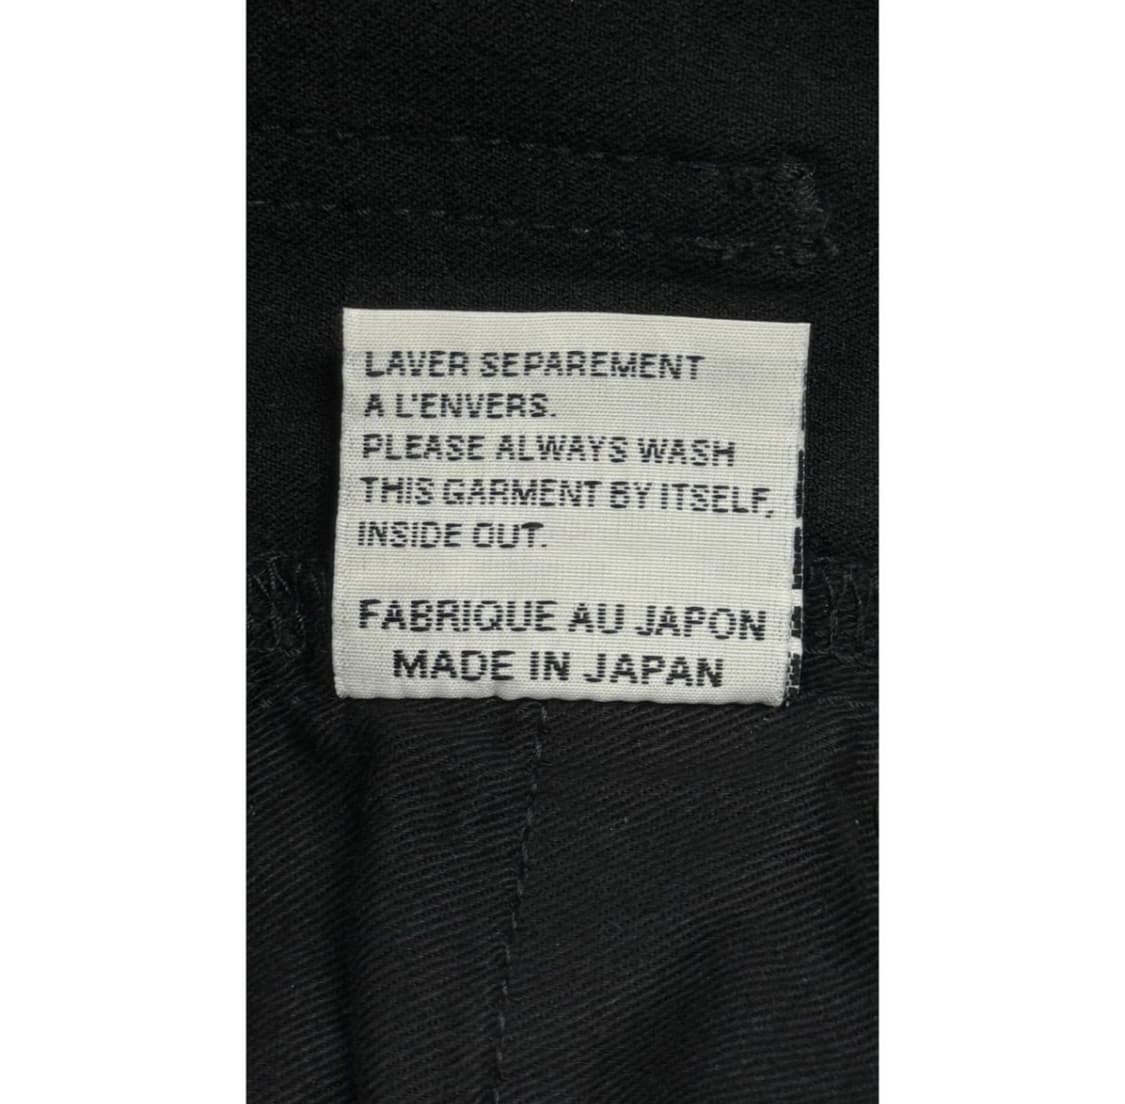 LAVER SEPAREMENT
A L'ENVERS.
PLEASE ALWAYS WASH
THIS GARMENT BY ITSELF,
INSIDE OUT.
FABRIQUE AU JAPON
MADE IN JAPAN